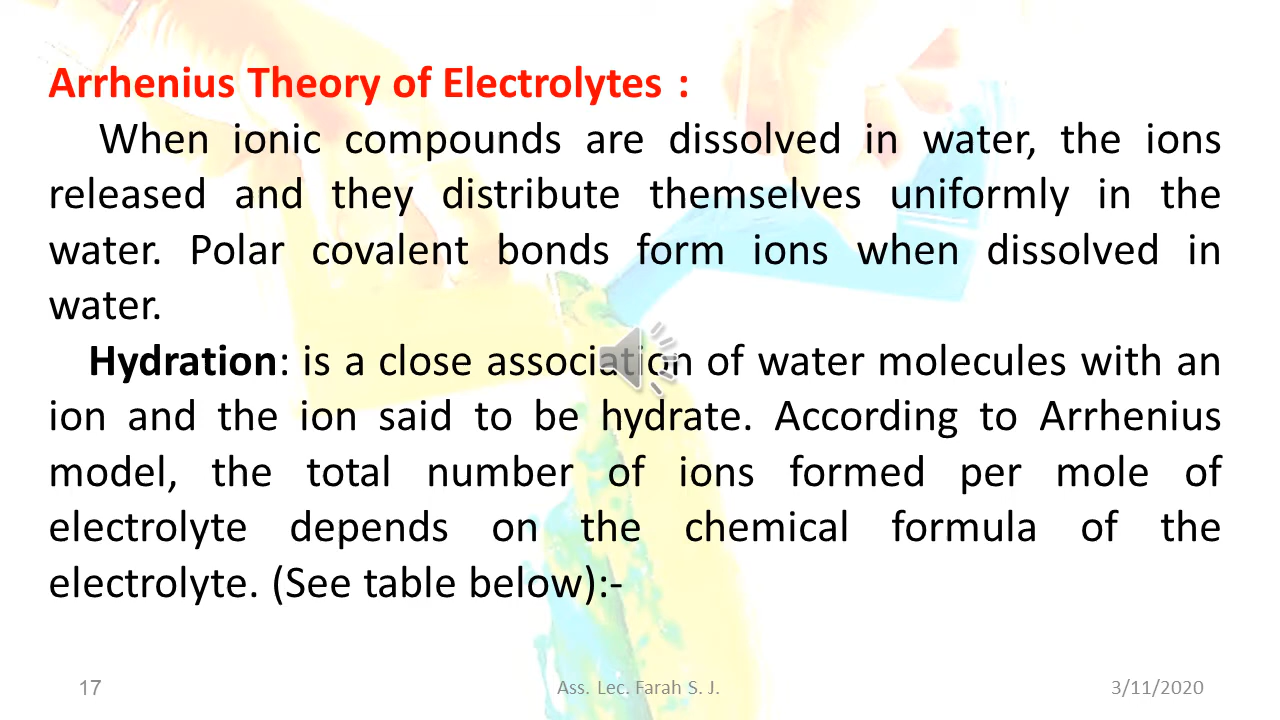 Arrhenius Theory of Electrolytes :
When ionic compounds are dissolved in water, the ions
released and they distribute themselves uniformly in the
water. Polar covalent bonds form ions when dissolved in
water.
Hydration: is a close association of water molecules with an
ion and the ion said to be hydrate. According to Arrhenius
model, the total number of ions formed per mole of
electrolyte depends on the chemical formula of the
electrolyte. (See table below):-
17 Ass. Lec. Farah S. J. 3/11/2020